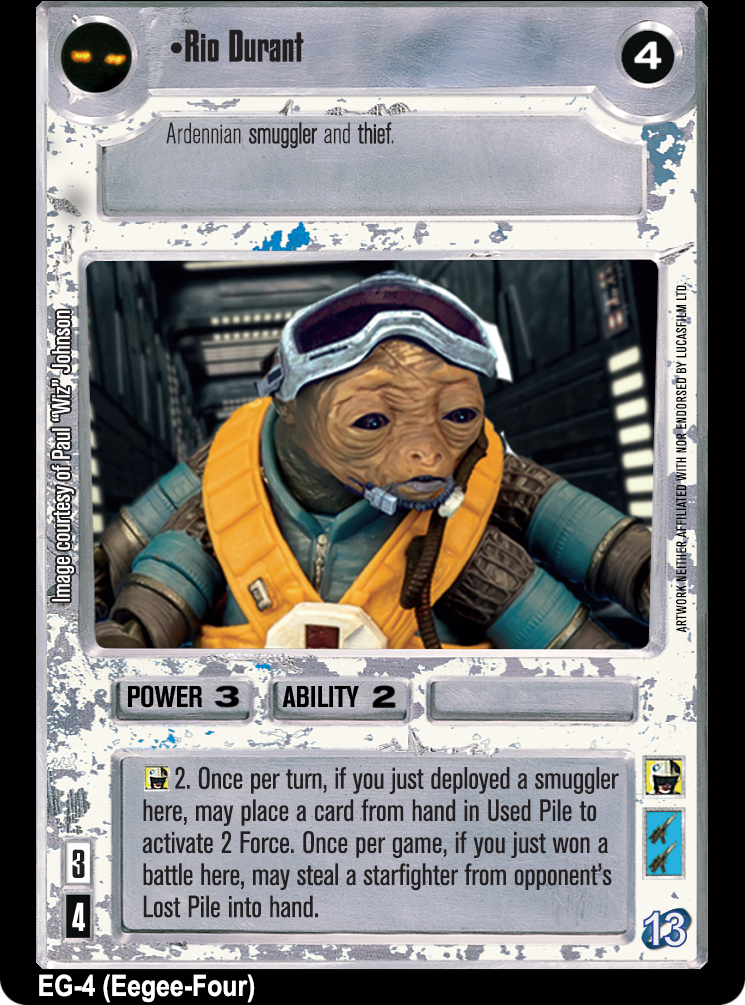 •Rio Durant
4
Ardennian smuggler and thief.
Image courtesy of Paul "Wiz" Johnson
ARTWORK NEITHER AFFILIATED WITH NOR ENDORSED BY LUCASFILM LTD.
POWER 3
ABILITY 2
2. Once per turn, if you just deployed a smuggler
here, may place a card from hand in Used Pile to
activate 2 Force. Once per game, if you just won a
battle here, may steal a starfighter from opponent's
Lost Pile into hand.
3
4
13
EG-4 (Eegee-Four)